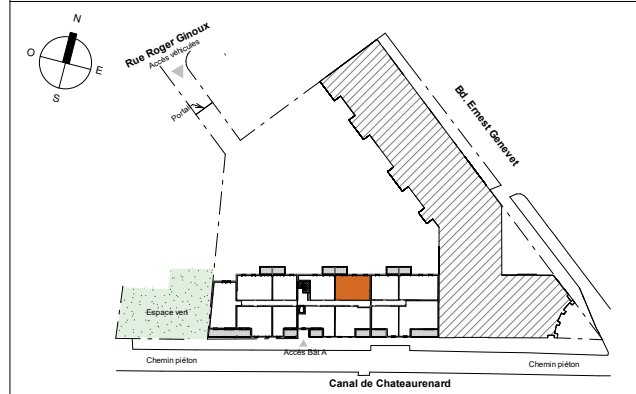 N
O
E
S
Rue Roger Ginoux
Accès véhicules
Portail
Bd. Ernest Genevet
Espace vert
Accès Bât A
Chemin piéton
Chemin piéton
Canal de Chateaurenard